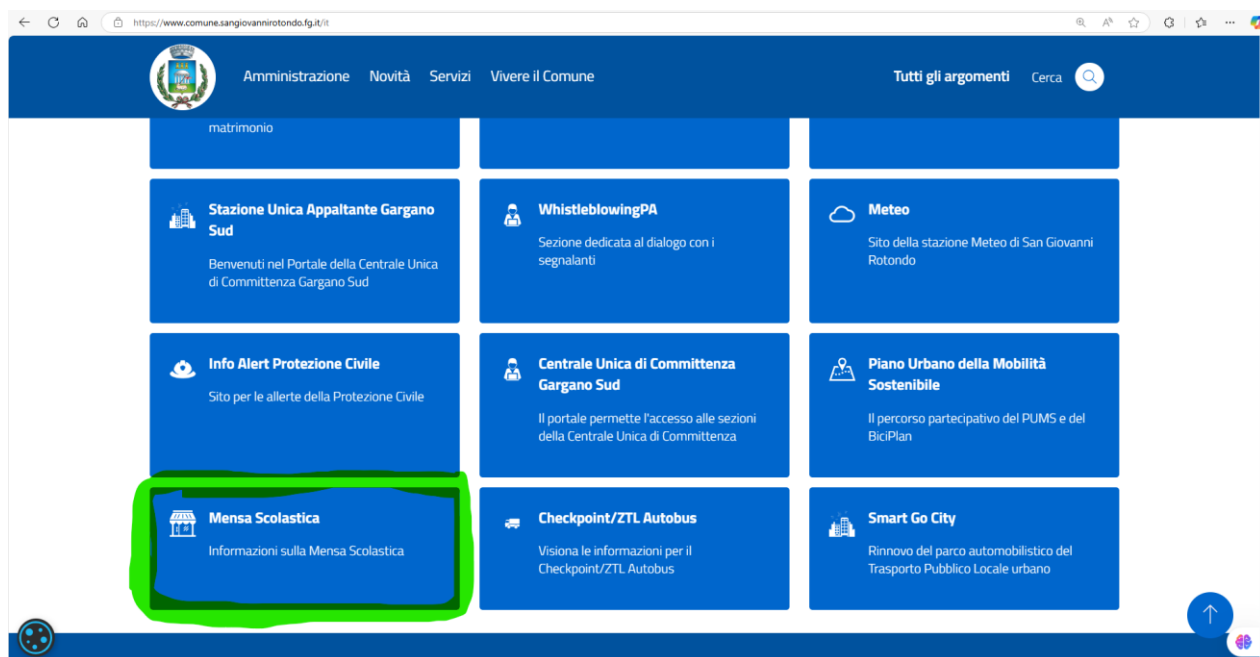 https://www.comune.sangiovannirotondo.fg.it/it
Amministrazione Novità Servizi Vivere il Comune Tutti gli argomenti Cerca
matrimonio
Stazione Unica Appaltante Gargano
Sud
Benvenuti nel Portale della Centrale Unica
di Committenza Gargano Sud
WhistleblowingPA
Sezione dedicata al dialogo con i
segnalanti
Meteo
Sito della stazione Meteo di San Giovanni
Rotondo
Info Alert Protezione Civile
Sito per le allerte della Protezione Civile
Centrale Unica di Committenza
Gargano Sud
Il portale permette l'accesso alle sezioni
della Centrale Unica di Committenza
Piano Urbano della Mobilità
Sostenibile
Il percorso partecipativo del PUMS e del
BiciPlan
Mensa Scolastica
Informazioni sulla Mensa Scolastica
Checkpoint/ZTL Autobus
Visiona le informazioni per il
Checkpoint/ZTL Autobus
Smart Go City
Rinnovo del parco automobilistico del
Trasporto Pubblico Locale urbano